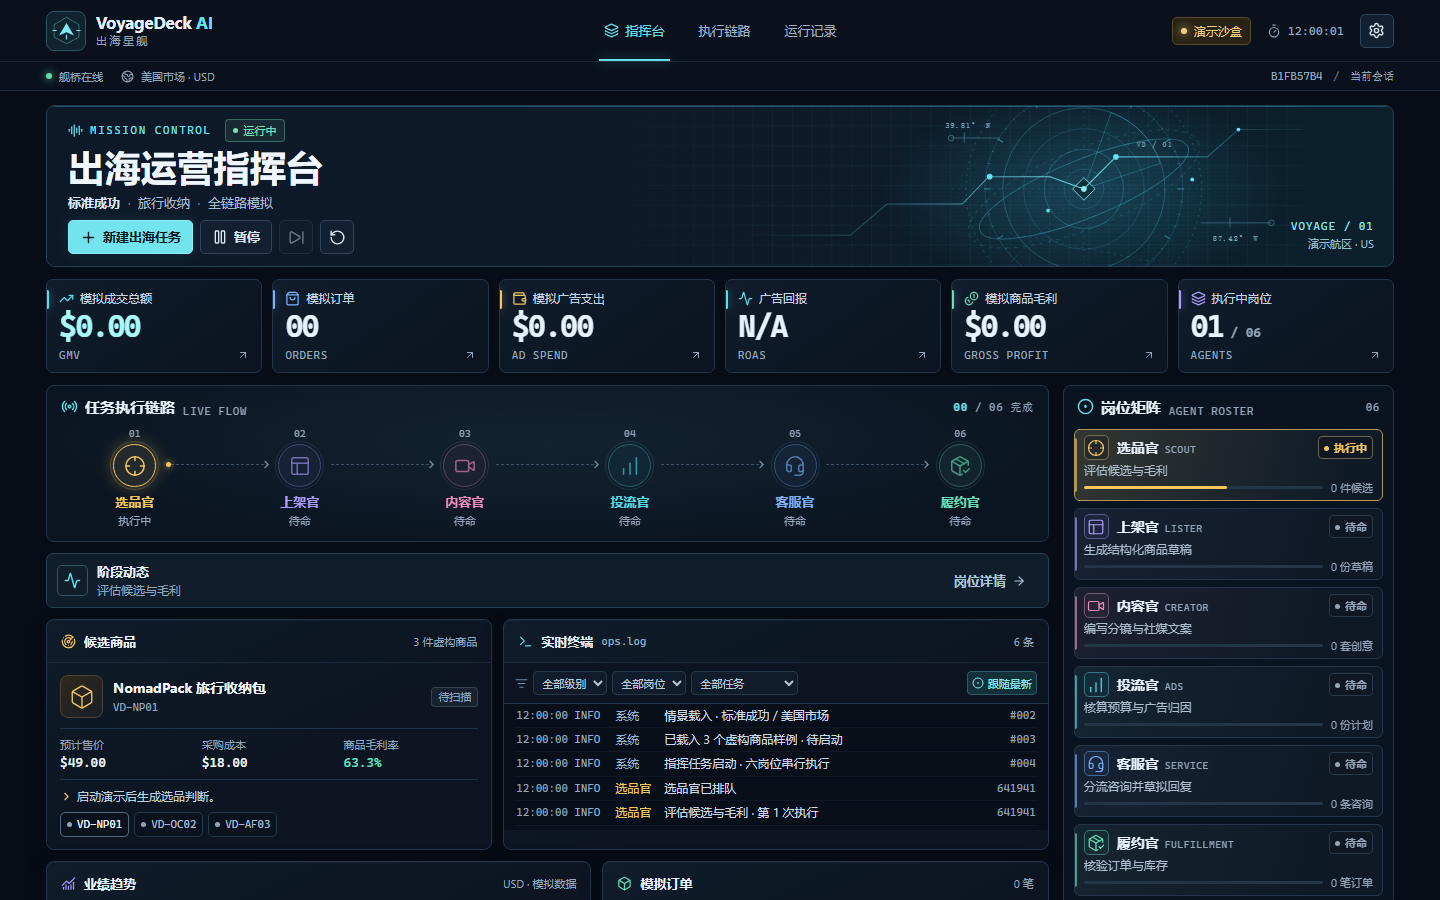 VoyageDeck AI
出海星舰
指挥台
执行链路
运行记录
演示沙盒
12:00:01
舰桥在线
美国市场 · USD
B1FB57B4 / 当前会话
MISSION CONTROL
运行中
出海运营指挥台
标准成功 · 旅行收纳 · 全链路模拟
新建出海任务
暂停
39.81° N
VD / 01
87.42° W
VOYAGE / 01
演示航区 · US
模拟成交总额
$0.00
GMV
模拟订单
00
ORDERS
模拟广告支出
$0.00
AD SPEND
广告回报
N/A
ROAS
模拟商品毛利
$0.00
GROSS PROFIT
执行中岗位
01 / 06
AGENTS
任务执行链路 LIVE FLOW
00 / 06 完成
01
选品官
执行中
02
上架官
待命
03
内容官
待命
04
投流官
待命
05
客服官
待命
06
履约官
待命
阶段动态
评估候选与毛利
岗位详情
候选商品
3 件虚构商品
NomadPack 旅行收纳包
VD-NP01
待扫描
预计售价
$49.00
采购成本
$18.00
商品毛利率
63.3%
启动演示后生成选品判断。
VD-NP01
VD-OC02
VD-AF03
实时终端 ops.log
6 条
全部级别
全部岗位
全部任务
跟随最新
12:00:00 INFO 系统 情景载入 · 标准成功 / 美国市场 #002
12:00:00 INFO 系统 已载入 3 个虚构商品样例 · 待启动 #003
12:00:00 INFO 系统 指挥任务启动 · 六岗位串行执行 #004
12:00:00 INFO 选品官 选品官已排队 641941
12:00:00 INFO 选品官 评估候选与毛利 · 第 1 次执行 641941
业绩趋势
USD · 模拟数据
模拟订单
0 笔
岗位矩阵 AGENT ROSTER
06
选品官 SCOUT
执行中
评估候选与毛利
0 件候选
上架官 LISTER
待命
生成结构化商品草稿
0 份草稿
内容官 CREATOR
待命
编写分镜与社媒文案
0 套创意
投流官 ADS
待命
核算预算与广告归因
0 份计划
客服官 SERVICE
待命
分流咨询并草拟回复
0 条咨询
履约官 FULFILLMENT
待命
核验订单与库存
0 笔订单